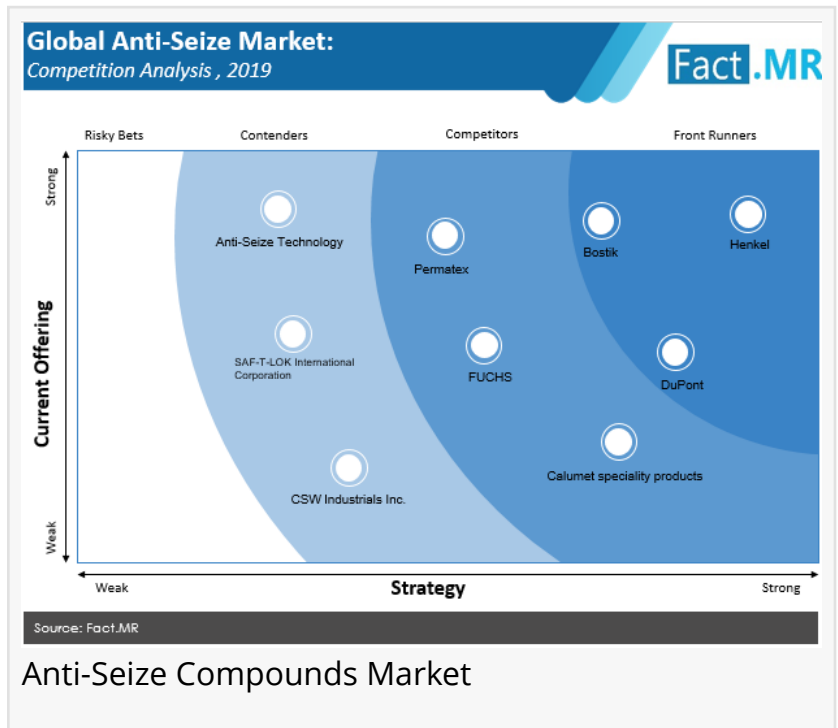 Global Anti-Seize Market:
Competition Analysis , 2019
Fact.MR
Risky Bets
Contenders
Competitors
Front Runners
Strong
Current Offering
Weak
Anti-Seize Technology
Permatex
Bostik
Henkel
SAF-T-LOK International
Corporation
FUCHS
DuPont
CSW Industrials Inc.
Calumet speciality products
Weak
Strategy
Strong
Source: Fact.MR
Anti-Seize Compounds Market